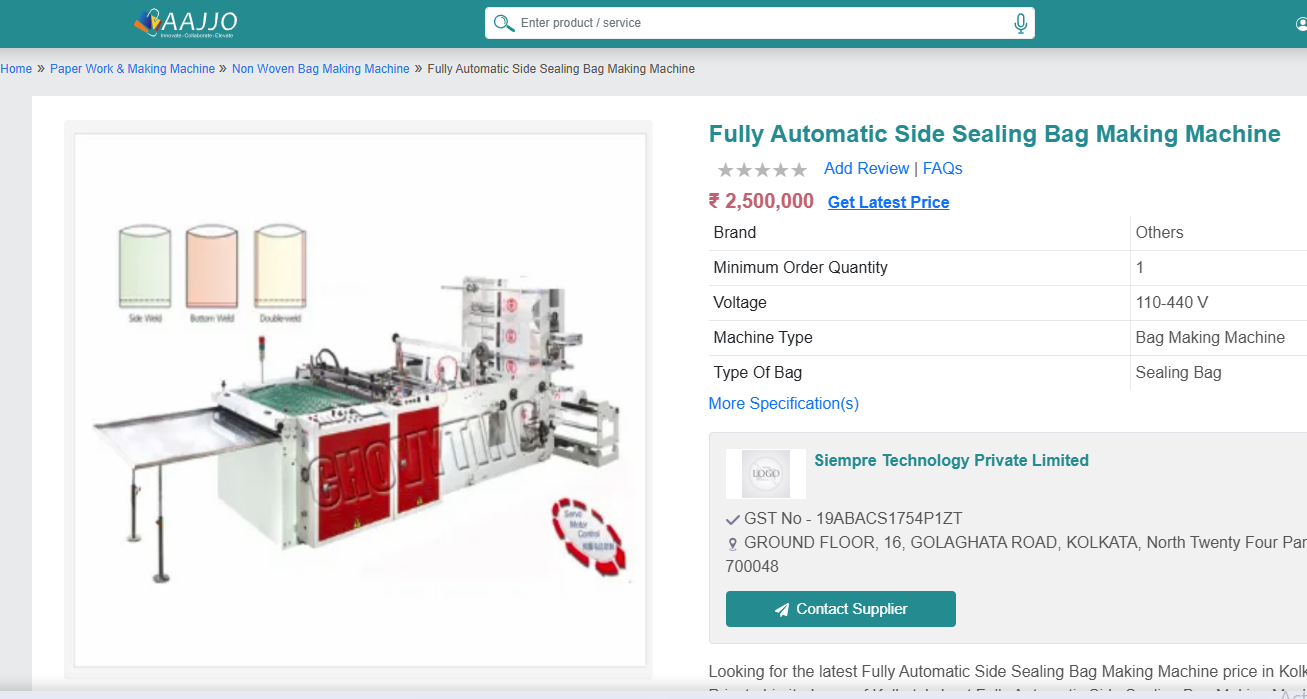 AAJJO
Innovate-Collaborate-Elevate
Enter product / service
Home » Paper Work & Making Machine » Non Woven Bag Making Machine » Fully Automatic Side Sealing Bag Making Machine
Side Weld
Bottom Weld
Double-weld
Servo
Motor
Control
Fully Automatic Side Sealing Bag Making Machine
Add Review | FAQs
₹ 2,500,000 Get Latest Price
Brand Others
Minimum Order Quantity 1
Voltage 110-440 V
Machine Type Bag Making Machine
Type Of Bag Sealing Bag
More Specification(s)
LOGO
Siempre Technology Private Limited
GST No - 19ABACS1754P1ZT
GROUND FLOOR, 16, GOLAGHATA ROAD, KOLKATA, North Twenty Four Par
700048
Contact Supplier
Looking for the latest Fully Automatic Side Sealing Bag Making Machine price in Kolk